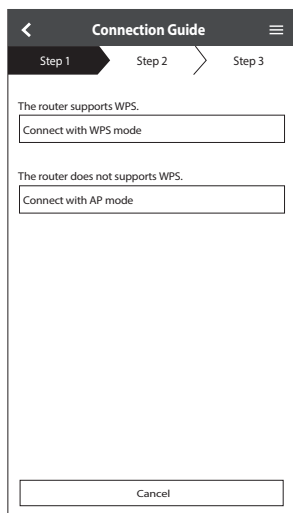 Connection Guide
Step 1 Step 2 Step 3
The router supports WPS.
Connect with WPS mode
The router does not supports WPS.
Connect with AP mode
Cancel